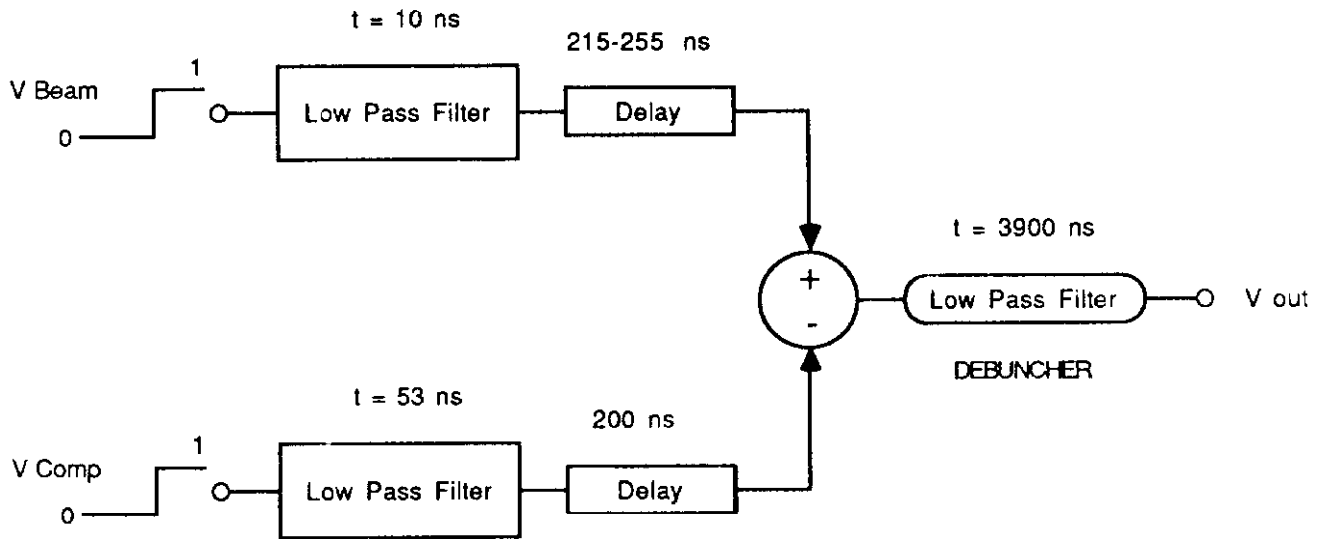 t = 10 ns
215-255 ns
V Beam
1
0
Low Pass Filter
Delay
+
-
t = 3900 ns
Low Pass Filter
V out
DEBUNCHER
t = 53 ns
200 ns
V Comp
1
0
Low Pass Filter
Delay